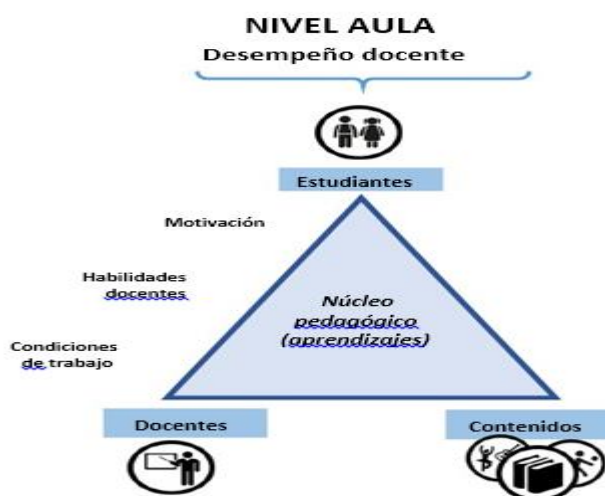 NIVEL AULA
Desempeño docente
Estudiantes
Motivación
Habilidades
docentes
Núcleo
pedagógico
(aprendizajes)
Condiciones
de trabajo
Docentes
Contenidos